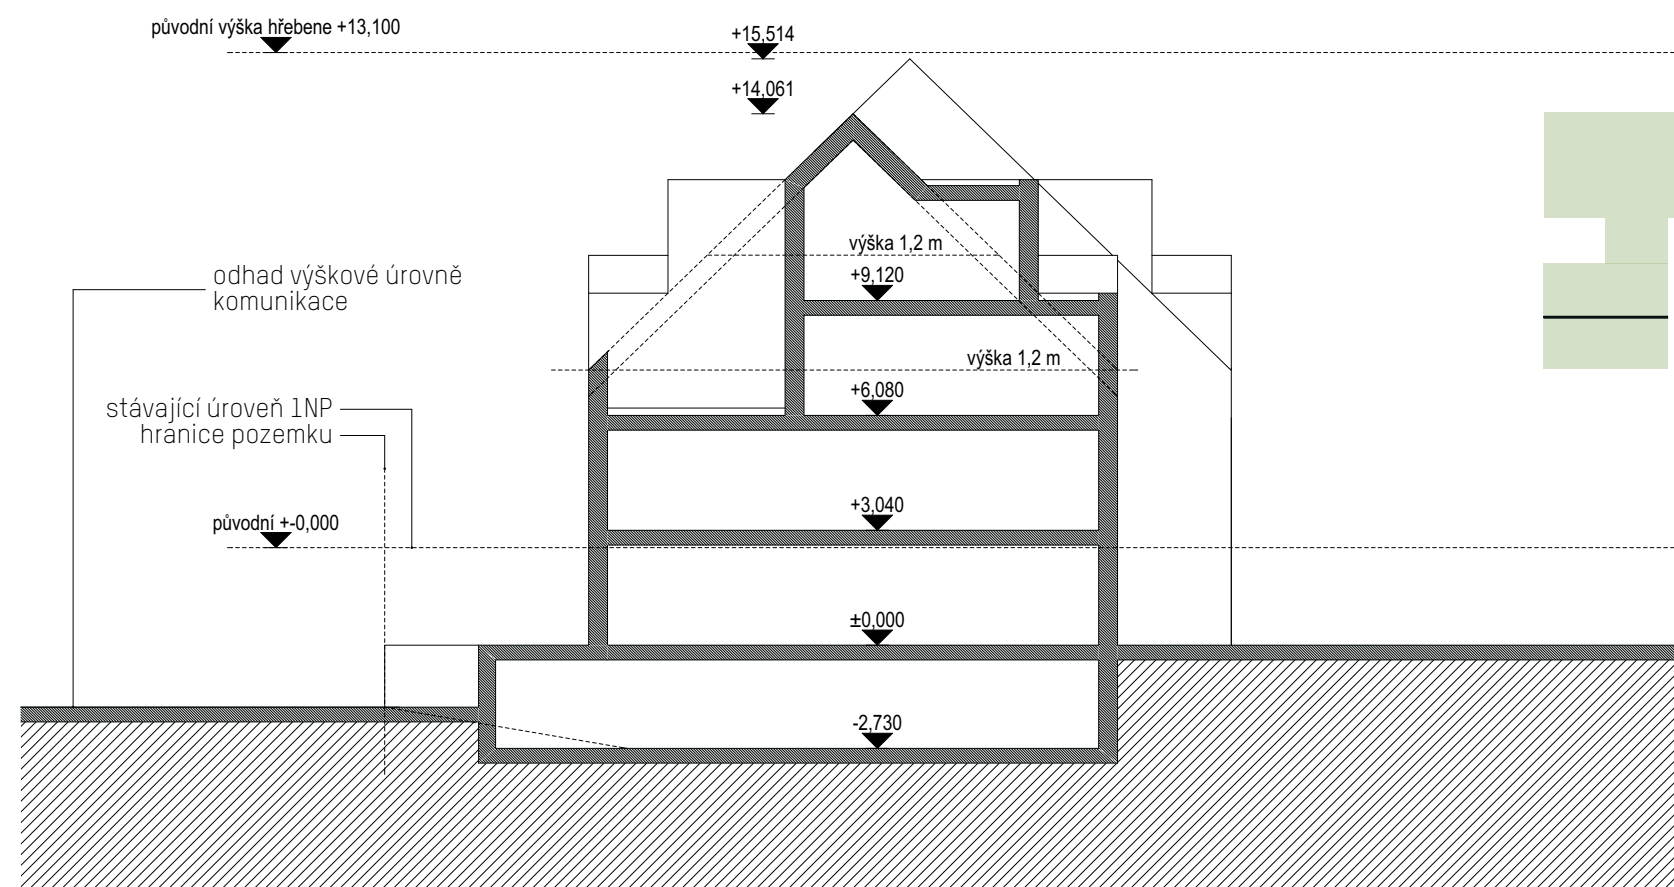 původní výška hřebene +13,100
+15,514
+14,061
výška 1,2 m
+9,120
odhad výškové úrovně
komunikace
výška 1,2 m
+6,080
stávající úroveň 1NP
hranice pozemku
+3,040
původní +-0,000
±0,000
-2,730